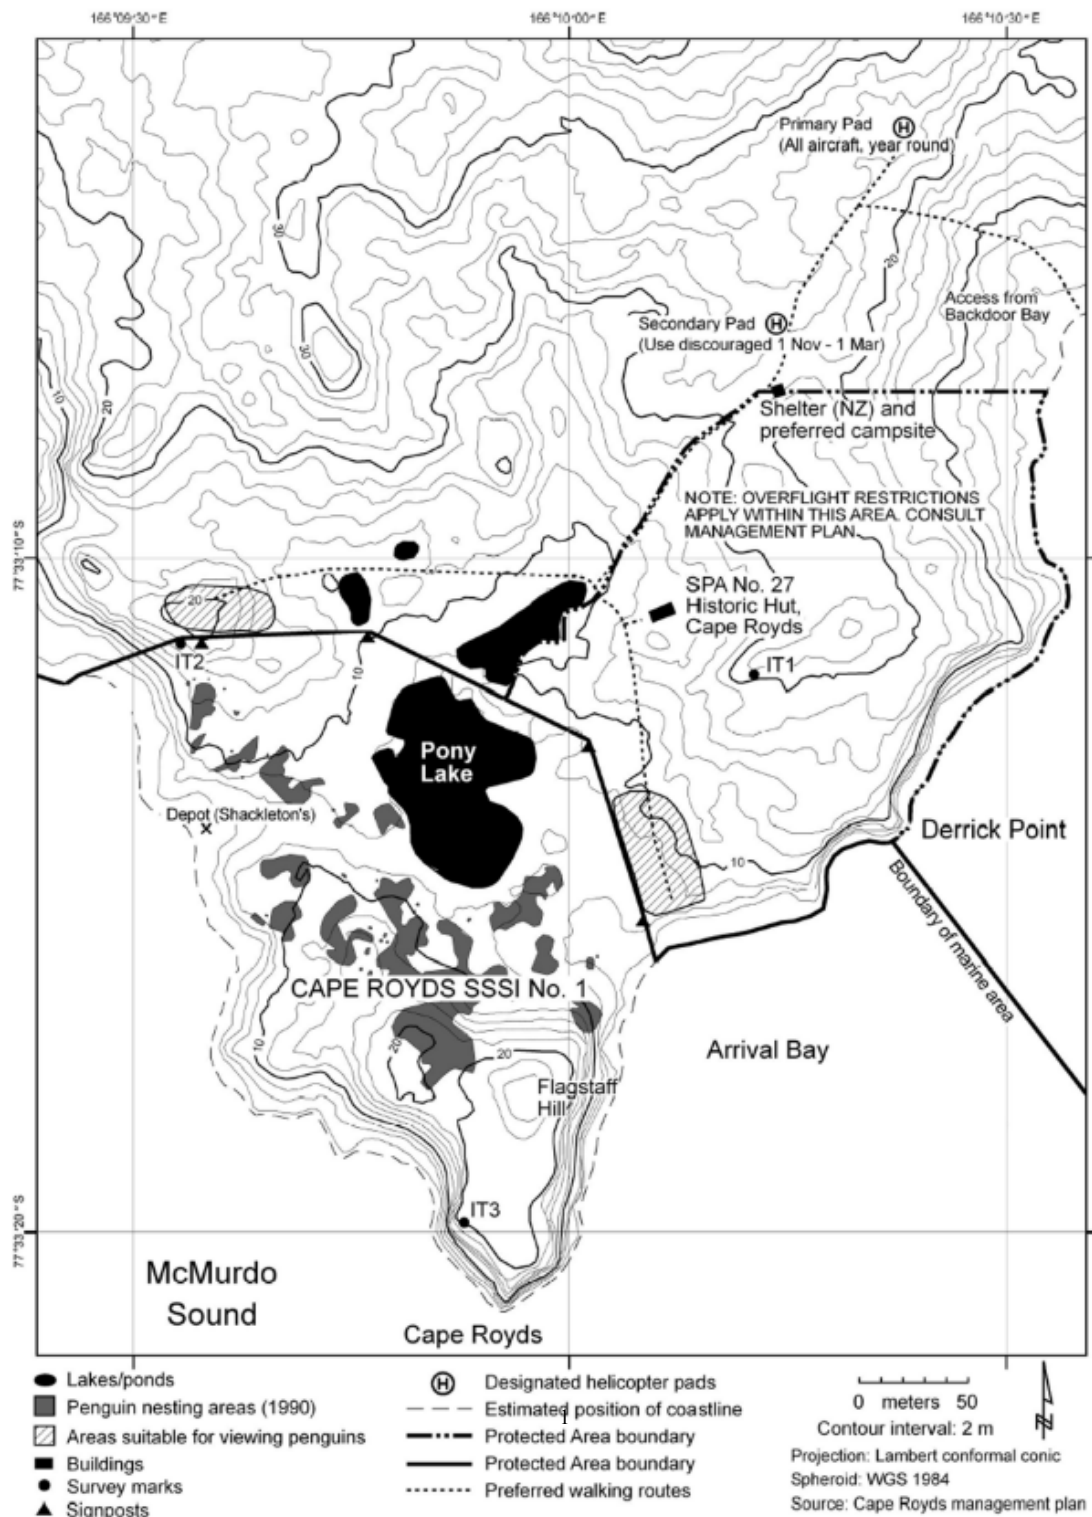 166°09'30" E
166°10'00" E
166°10'30" E
Primary Pad
(All aircraft, year round)
30
20
Access from
Backdoor Bay
Secondary Pad
(Use discouraged 1 Nov - 1 Mar)
30
10
20
Shelter (NZ) and
preferred campsite
NOTE: OVERFLIGHT RESTRICTIONS
APPLY WITHIN THIS AREA. CONSULT
MANAGEMENT PLAN.
77°33'10" S
SPA No. 27
Historic Hut,
Cape Royds
20
IT2
IT1
10
Pony
Lake
Depot (Shackleton's)
Derrick Point
10
Boundary of marine area
CAPE ROYDS SSSI No. 1
Arrival Bay
10
20
20
Flagstaff
Hill
IT3
77°33'20" S
McMurdo
Sound
Cape Royds
Lakes/ponds
Penguin nesting areas (1990)
Areas suitable for viewing penguins
Buildings
Survey marks
Signposts
H
Designated helicopter pads
Estimated position of coastline
1
Protected Area boundary
Protected Area boundary
Preferred walking routes
0 meters 50
Contour interval: 2 m
N
Projection: Lambert conformal conic
Spheroid: WGS 1984
Source: Cape Royds management plan